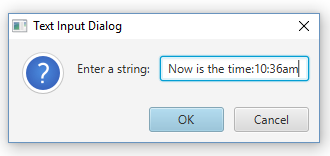 Text Input Dialog
Enter a string: Now is the time:10:36am
OK Cancel